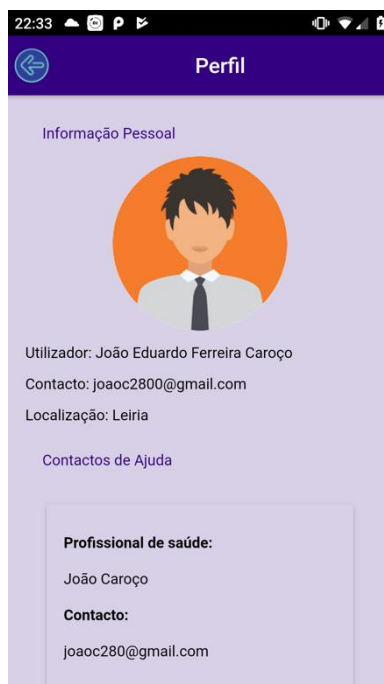 22:33
Perfil
Informação Pessoal
Utilizador: João Eduardo Ferreira Caroço
Contacto: joaoc2800@gmail.com
Localização: Leiria
Contactos de Ajuda
Profissional de saúde:
João Caroço
Contacto:
joaoc280@gmail.com